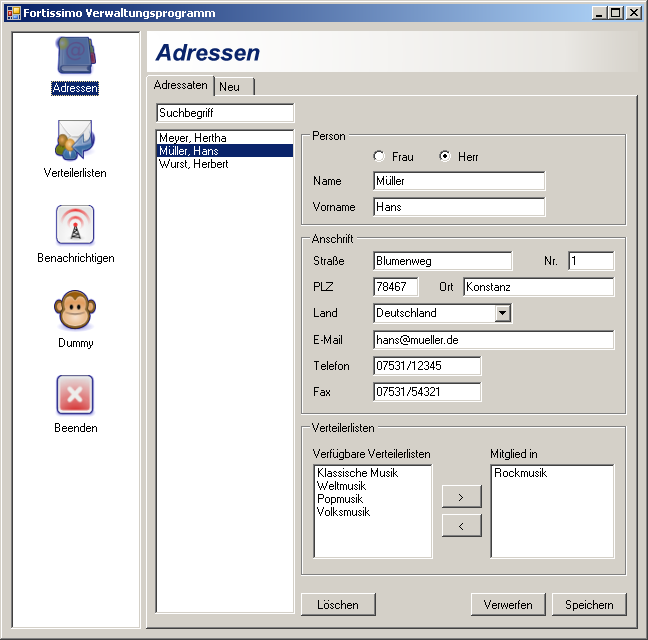 Fortissimo Verwaltungsprogramm
Adressen
Verteilerlisten
Benachrichtigen
Dummy
Beenden
Adressen
Adressaten Neu
Suchbegriff
Meyer, Hertha
Müller, Hans
Wurst, Herbert
Person
Frau Herr
Name Müller
Vorname Hans
Anschrift
Straße Blumenweg Nr. 1
PLZ 78467 Ort Konstanz
Land Deutschland
E-Mail hans@mueller.de
Telefon 07531/12345
Fax 07531/54321
Verteilerlisten
Verfügbare Verteilerlisten
Klassische Musik
Weltmusik
Popmusik
Volksmusik
>
<
Mitglied in
Rockmusik
Löschen Verwerfen Speichern